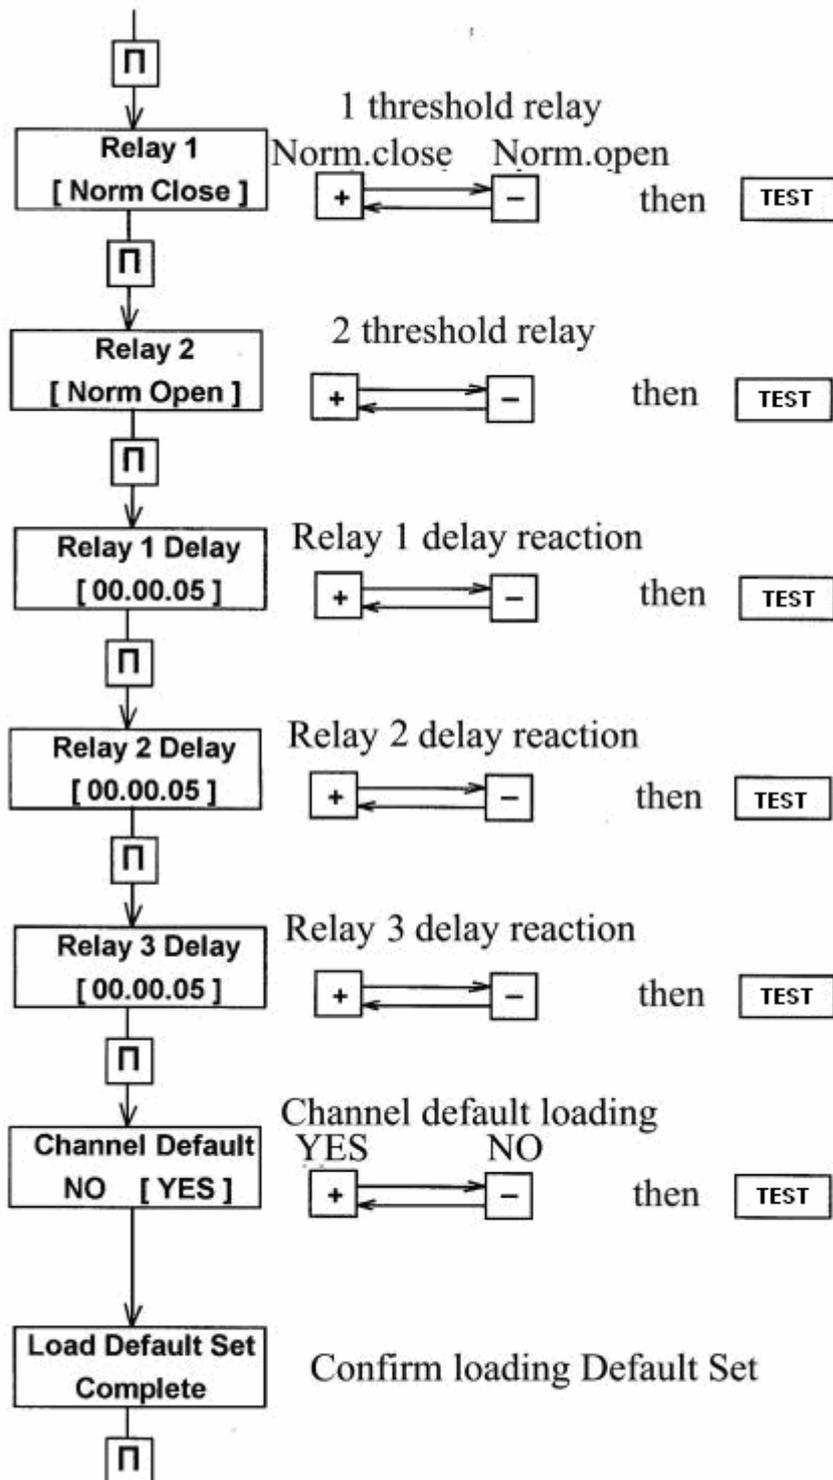 П
1 threshold relay
Relay 1
[ Norm Close ]
Norm.close Norm.open
+ − then TEST
П
2 threshold relay
Relay 2
[ Norm Open ]
+ − then TEST
П
Relay 1 Delay
[ 00.00.05 ]
Relay 1 delay reaction
+ − then TEST
П
Relay 2 Delay
[ 00.00.05 ]
Relay 2 delay reaction
+ − then TEST
П
Relay 3 Delay
[ 00.00.05 ]
Relay 3 delay reaction
+ − then TEST
П
Channel Default
NO [ YES ]
Channel default loading
YES NO
+ − then TEST
Load Default Set
Complete
Confirm loading Default Set
П